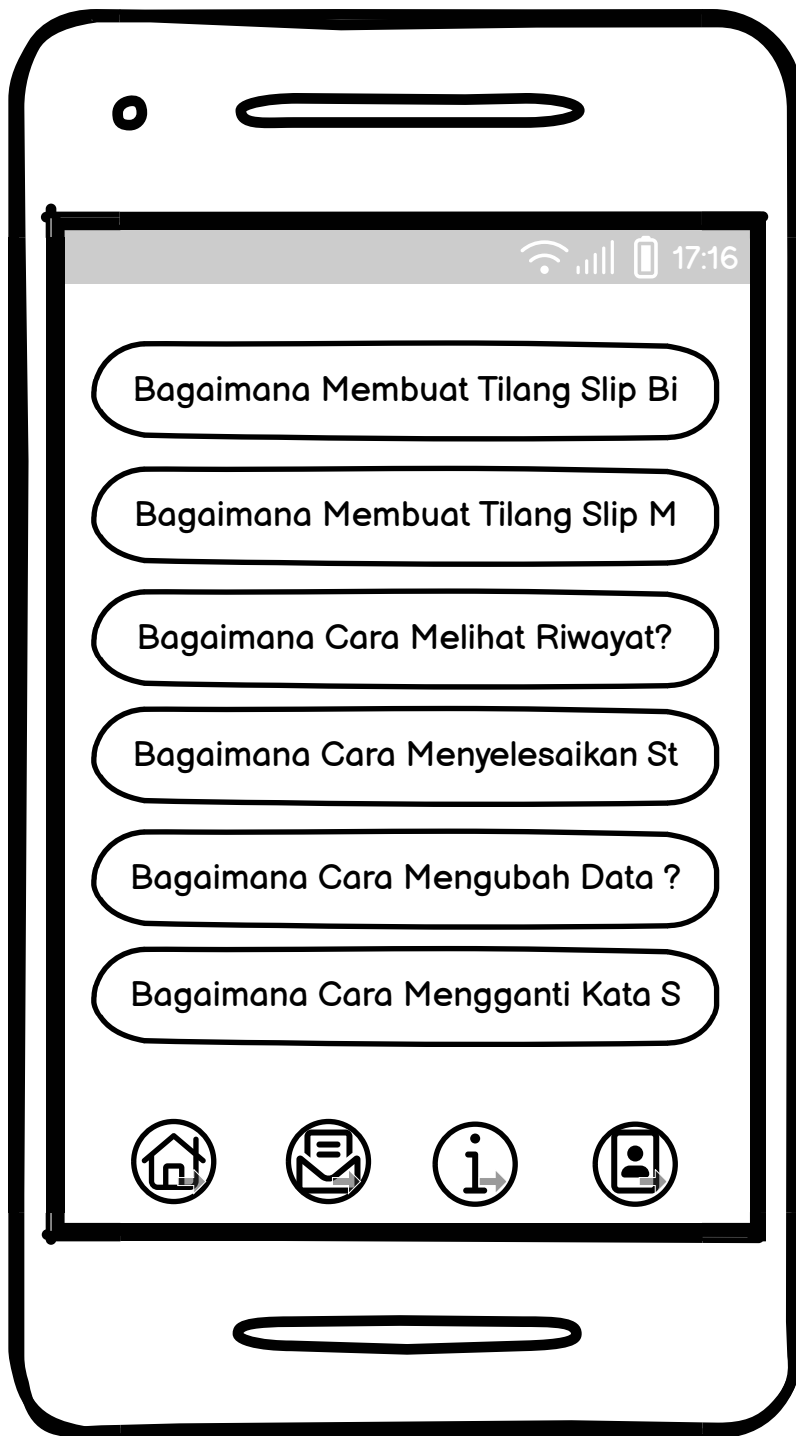 17:16
Bagaimana Membuat Tilang Slip Bi
Bagaimana Membuat Tilang Slip M
Bagaimana Cara Melihat Riwayat?
Bagaimana Cara Menyelesaikan St
Bagaimana Cara Mengubah Data ?
Bagaimana Cara Mengganti Kata S